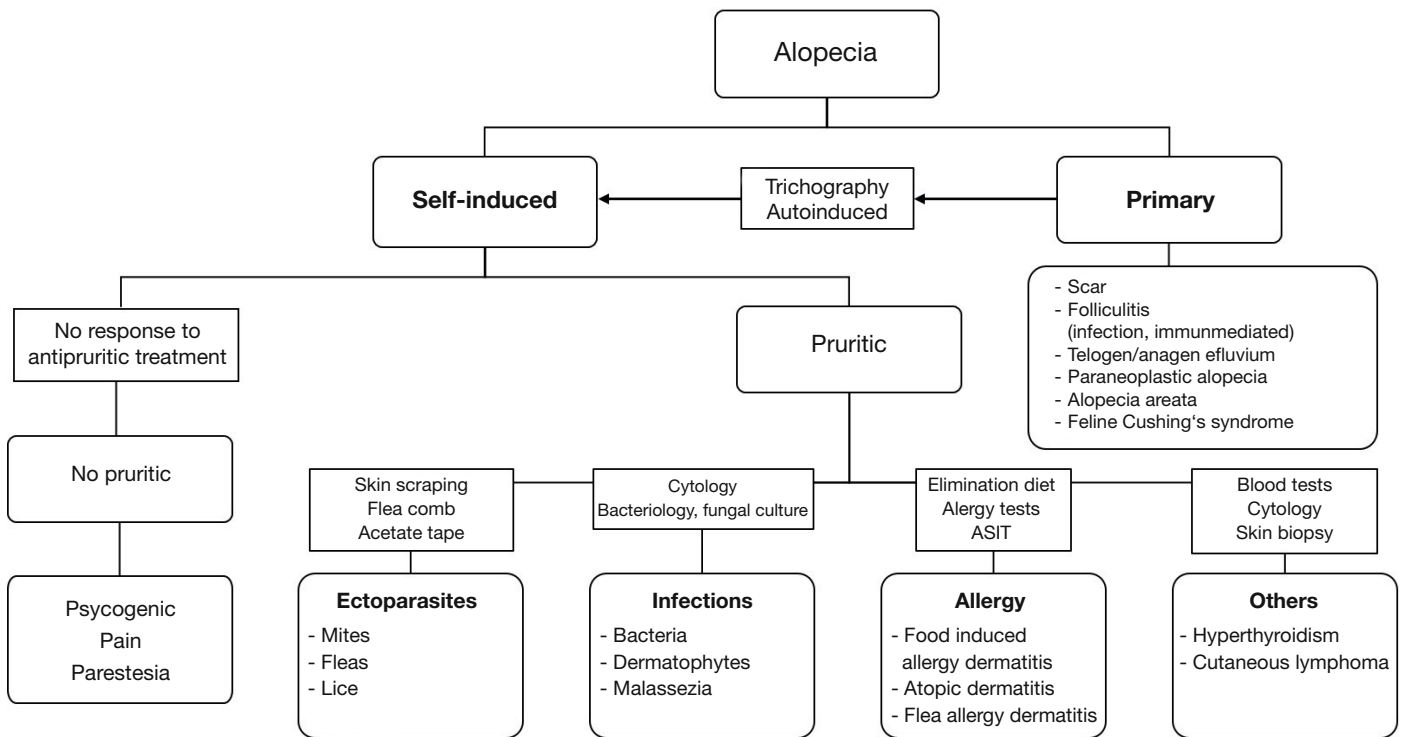 Alopecia
Self-induced
Trichography
Autoinduced
Primary
- Scar
- Folliculitis
(infection, immunmediated)
- Telogen/anagen efluvium
- Paraneoplastic alopecia
- Alopecia areata
- Feline Cushing‘s syndrome
No response to
antipruritic treatment
Pruritic
No pruritic
Psycogenic
Pain
Parestesia
Skin scraping
Flea comb
Acetate tape
Cytology
Bacteriology, fungal culture
Elimination diet
Alergy tests
ASIT
Blood tests
Cytology
Skin biopsy
Ectoparasites
- Mites
- Fleas
- Lice
Infections
- Bacteria
- Dermatophytes
- Malassezia
Allergy
- Food induced
allergy dermatitis
- Atopic dermatitis
- Flea allergy dermatitis
Others
- Hyperthyroidism
- Cutaneous lymphoma